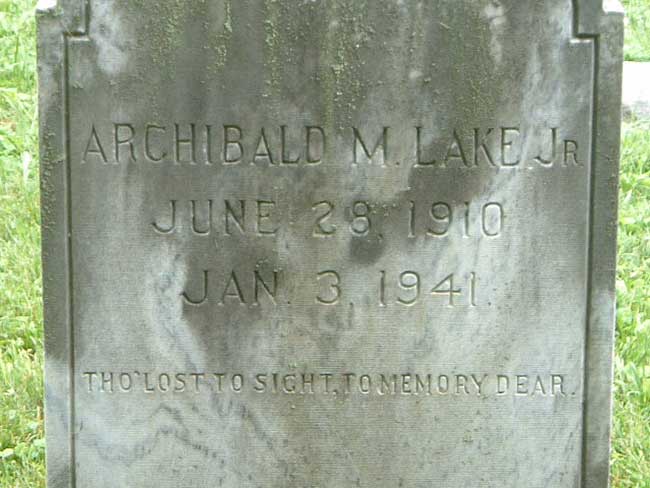 ARCHIBALD M. LAKE, JR
JUNE 28, 1910
JAN. 3, 1941.
THO' LOST TO SIGHT, TO MEMORY DEAR.